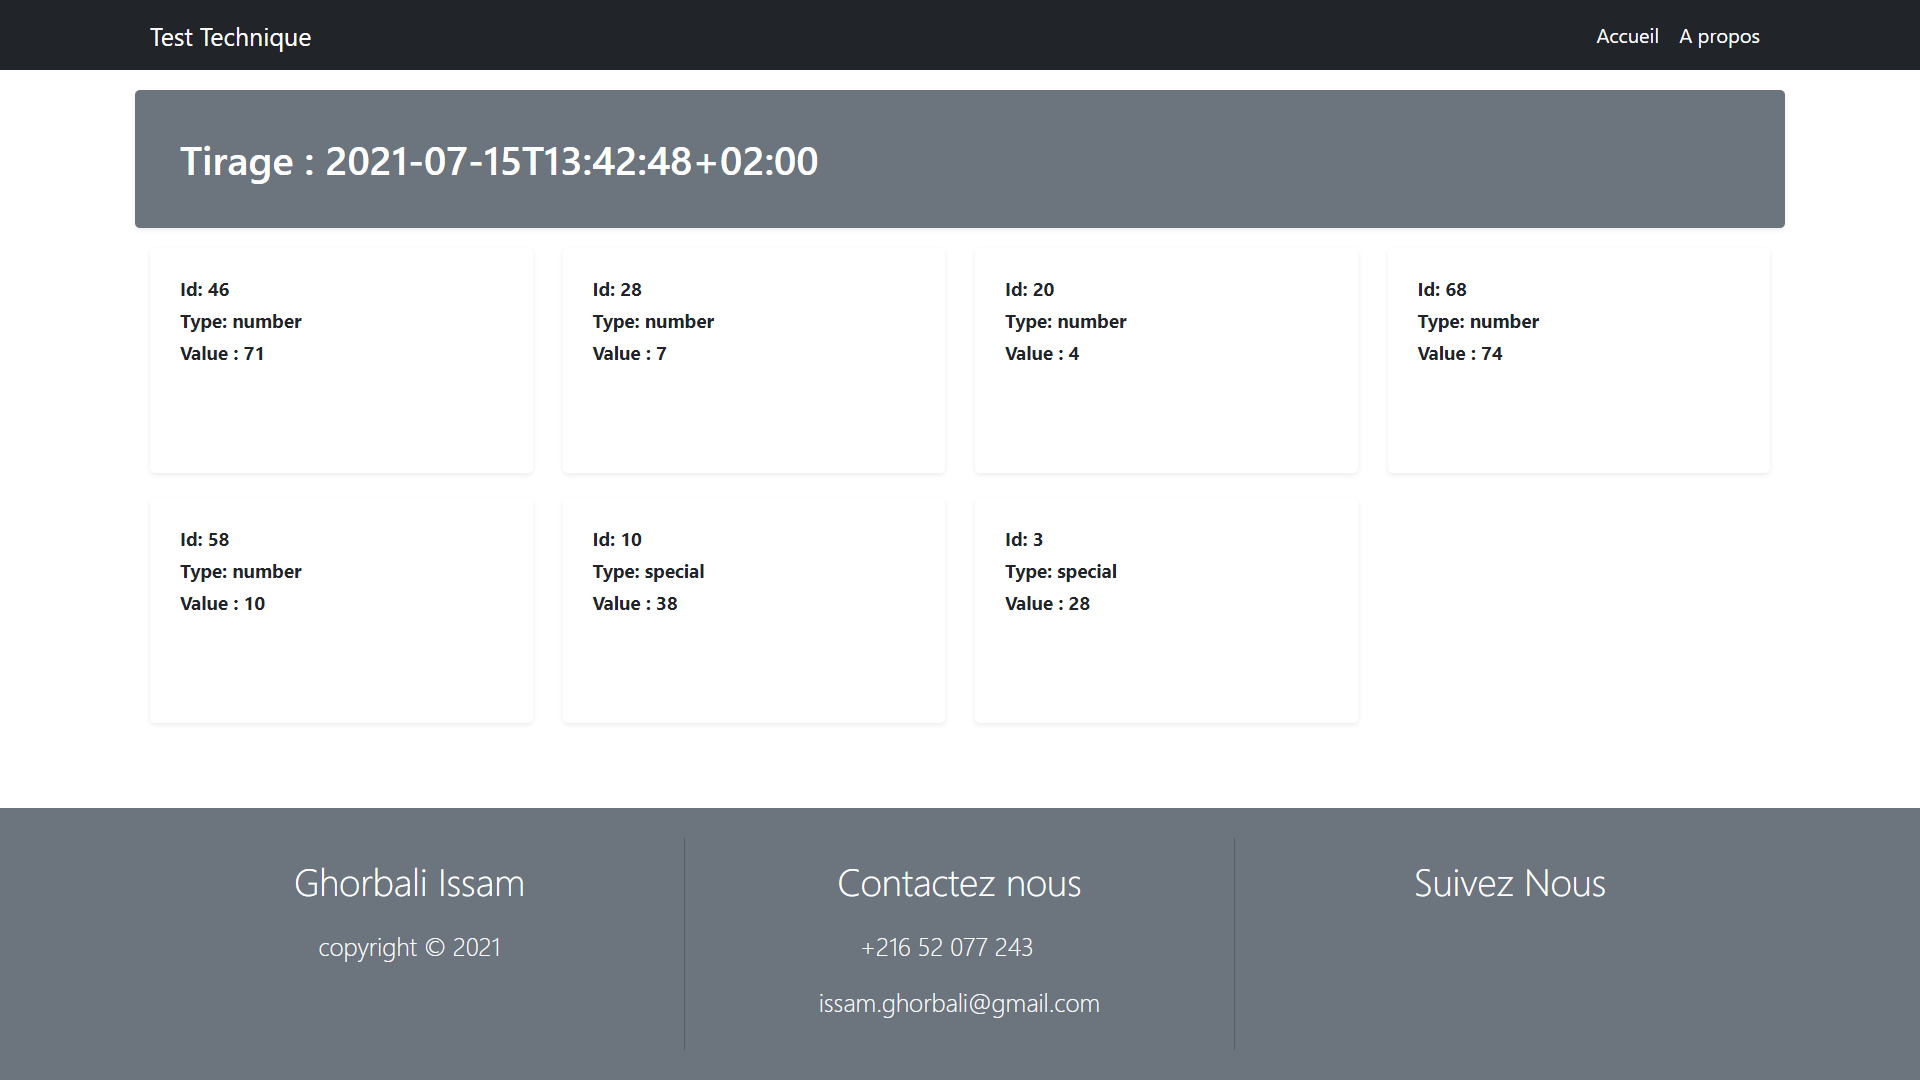 Test Technique
Accueil
A propos
Tirage : 2021-07-15T13:42:48+02:00
Id: 46
Type: number
Value : 71
Id: 28
Type: number
Value : 7
Id: 20
Type: number
Value : 4
Id: 68
Type: number
Value : 74
Id: 58
Type: number
Value : 10
Id: 10
Type: special
Value : 38
Id: 3
Type: special
Value : 28
Ghorbali Issam
copyright © 2021
Contactez nous
+216 52 077 243
issam.ghorbali@gmail.com
Suivez Nous